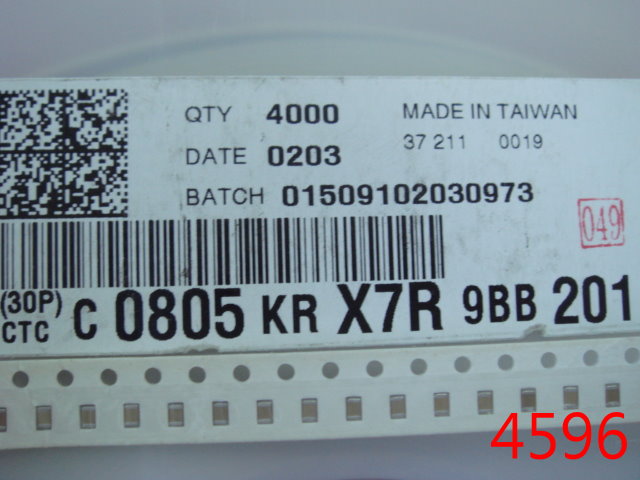 QTY 4000 MADE IN TAIWAN
37 211 0019
DATE 0203
BATCH 01509102030973
049
(30P) CTC C 0805 KR X7R 9BB 201
4596